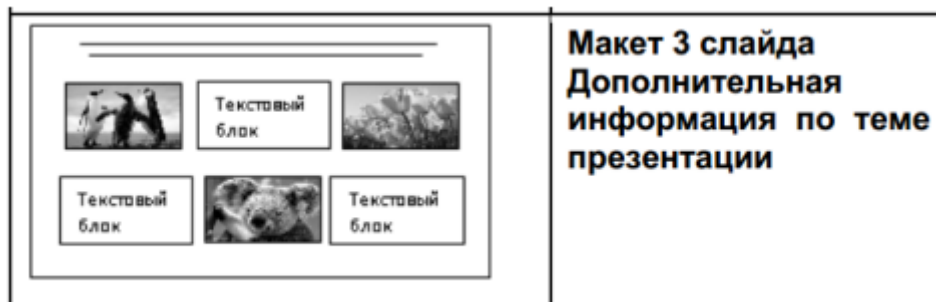 Текстовый
блок
Текстовый
блок
Текстовый
блок
Макет 3 слайда
Дополнительная
информация по теме
презентации